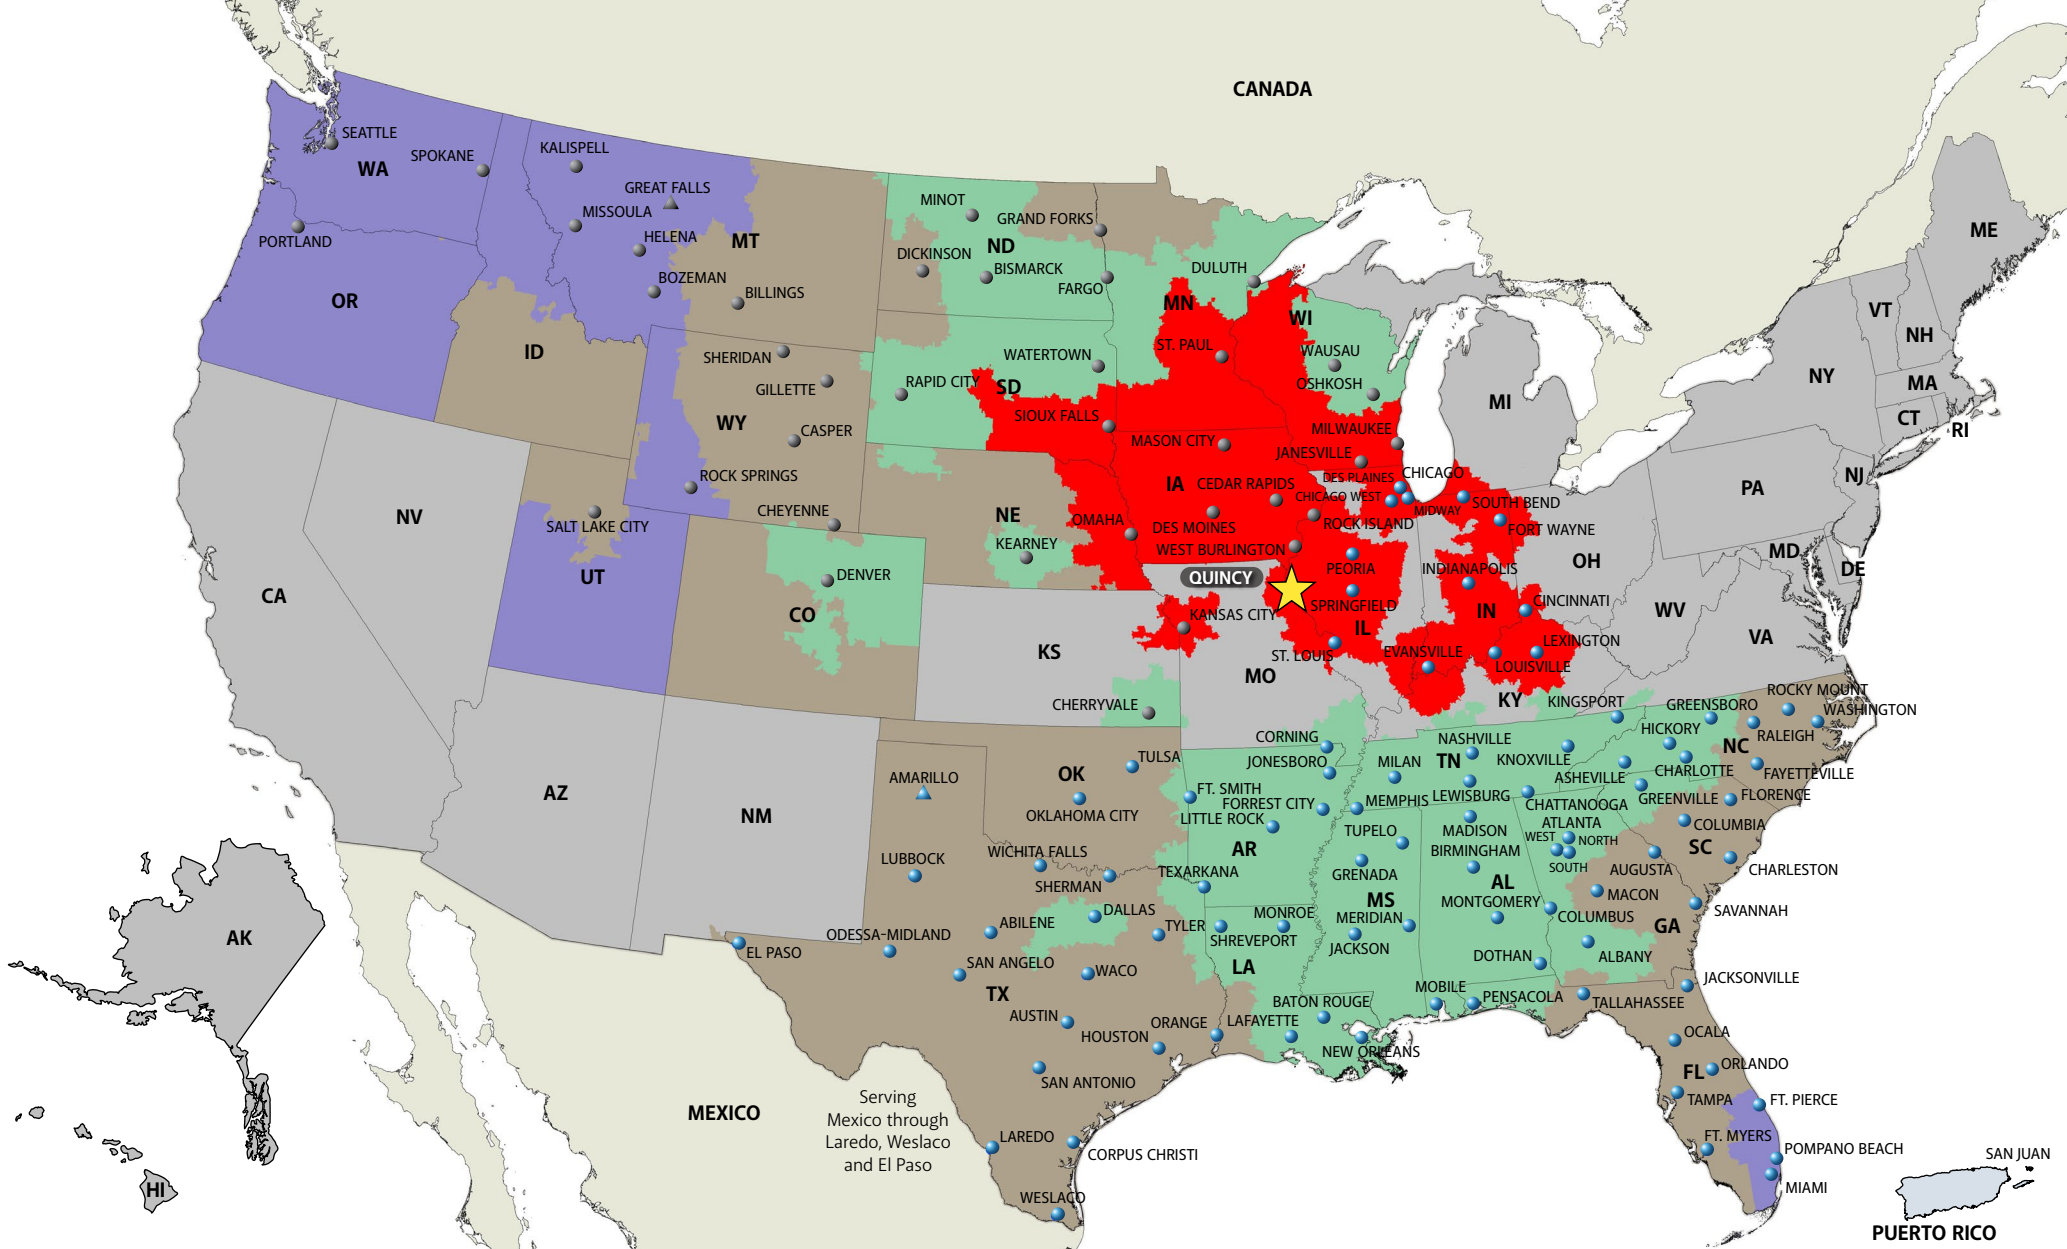 CANADA
SEATTLE
SPOKANE
WA
KALISPELL
GREAT FALLS
MISSOULA
HELENA
MT
PORTLAND
BOZEMAN
BILLINGS
OR
ID
MINOT
GRAND FORKS
ND
DICKINSON
BISMARCK
FARGO
DULUTH
MN
WI
ME
VT
NH
SHERIDAN
GILLETTE
WY
CASPER
ROCK SPRINGS
CHEYENNE
WATERTOWN
RAPID CITY
SD
SIOUX FALLS
ST. PAUL
WAUSAU
OSHKOSH
MI
NY
MA
CT
RI
MASON CITY
MILWAUKEE
JANESVILLE
IA
CEDAR RAPIDS
DES PLAINES
CHICAGO
CHICAGO WEST
MIDWAY
SOUTH BEND
FORT WAYNE
PA
NJ
NV
SALT LAKE CITY
UT
NE
KEARNEY
OMAHA
DES MOINES
ROCK ISLAND
WEST BURLINGTON
QUINCY
PEORIA
SPRINGFIELD
IL
INDIANAPOLIS
IN
CINCINNATI
OH
MD
DE
CA
DENVER
CO
KS
KANSAS CITY
ST. LOUIS
MO
EVANSVILLE
LOUISVILLE
LEXINGTON
KY
WV
VA
CHERRYVALE
KINGSPORT
GREENSBORO
ROCKY MOUNT
WASHINGTON
HICKORY
RALEIGH
NC
CORNING
JONESBORO
NASHVILLE
MILAN
TN
KNOXVILLE
ASHEVILLE
CHARLOTTE
FAYETTEVILLE
AZ
NM
AMARILLO
OK
TULSA
OKLAHOMA CITY
FT. SMITH
FORREST CITY
LITTLE ROCK
AR
MEMPHIS
LEWISBURG
CHATTANOOGA
GREENVILLE
FLORENCE
TUPELO
MADISON
ATLANTA
WEST
NORTH
SOUTH
COLUMBIA
SC
LUBBOCK
WICHITA FALLS
SHERMAN
TEXARKANA
GRENADA
BIRMINGHAM
AUGUSTA
CHARLESTON
MS
AL
MACON
MONTGOMERY
COLUMBUS
SAVANNAH
GA
AK
EL PASO
ODESSA-MIDLAND
ABILENE
DALLAS
TYLER
MONROE
SHREVEPORT
MERIDIAN
JACKSON
LA
DOTHAN
ALBANY
SAN ANGELO
WACO
TX
AUSTIN
HOUSTON
ORANGE
LAFAYETTE
BATON ROUGE
NEW ORLEANS
MOBILE
PENSACOLA
TALLAHASSEE
JACKSONVILLE
OCALA
ORLANDO
FL
SAN ANTONIO
TAMPA
FT. PIERCE
MEXICO
Serving
Mexico through
Laredo, Weslaco
and El Paso
LAREDO
CORPUS CHRISTI
WESLACO
FT. MYERS
POMPANO BEACH
MIAMI
SAN JUAN
PUERTO RICO
HI